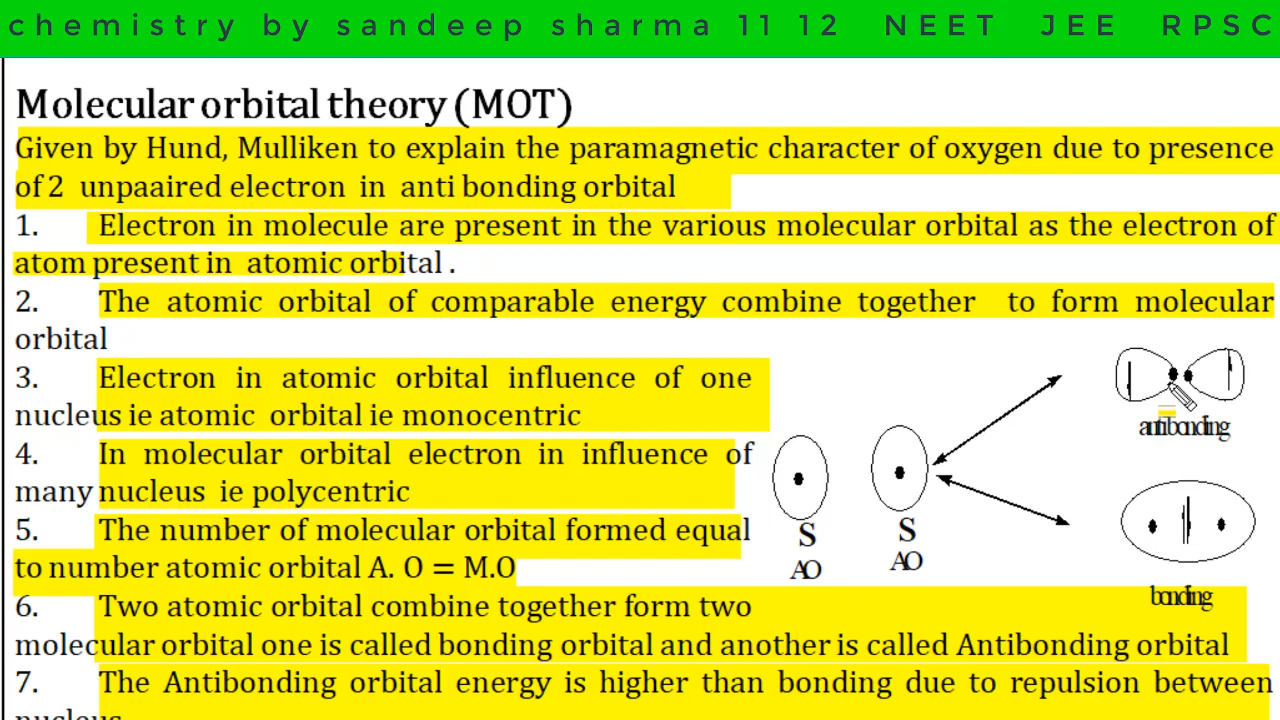 chemistry by sandeep sharma 11 12 NEET JEE RPSC
Molecular orbital theory (MOT)
Given by Hund, Mulliken to explain the paramagnetic character of oxygen due to presence
of 2 unpaaired electron in anti bonding orbital
1. Electron in molecule are present in the various molecular orbital as the electron of
atom present in atomic orbital .
2. The atomic orbital of comparable energy combine together to form molecular
orbital
3. Electron in atomic orbital influence of one
nucleus ie atomic orbital ie monocentric
4. In molecular orbital electron in influence of
many nucleus ie polycentric
5. The number of molecular orbital formed equal
to number atomic orbital A. O = M.O
6. Two atomic orbital combine together form two
molecular orbital one is called bonding orbital and another is called Antibonding orbital
7. The Antibonding orbital energy is higher than bonding due to repulsion between
nucleus
S
AO
S
AO
antibonding
bonding